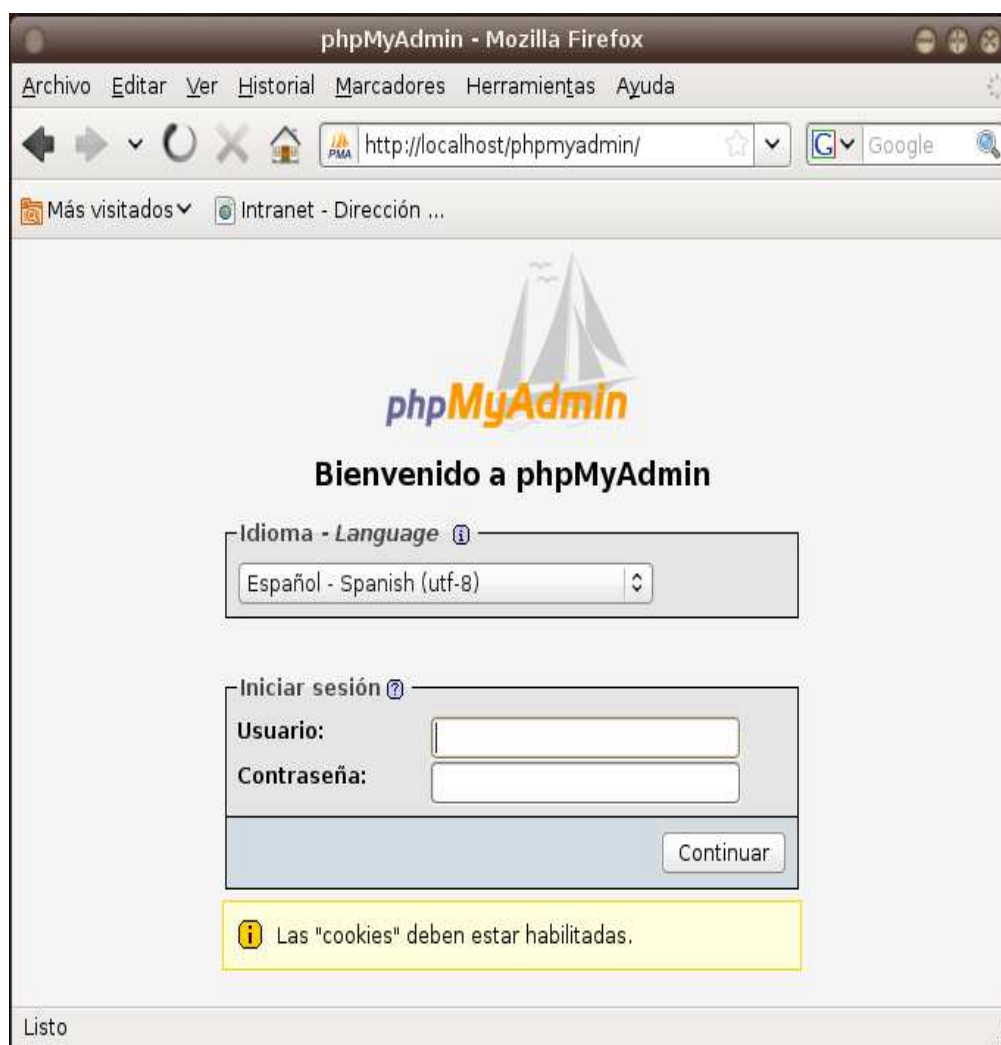 phpMyAdmin - Mozilla Firefox
Archivo Editar Ver Historial Marcadores Herramientas Ayuda
PMA http://localhost/phpmyadmin/ G Google
Más visitados Intranet - Dirección ...
phpMyAdmin
Bienvenido a phpMyAdmin
Idioma - Language
Español - Spanish (utf-8)
Iniciar sesión
Usuario:
Contraseña:
Continuar
Las "cookies" deben estar habilitadas.
Listo